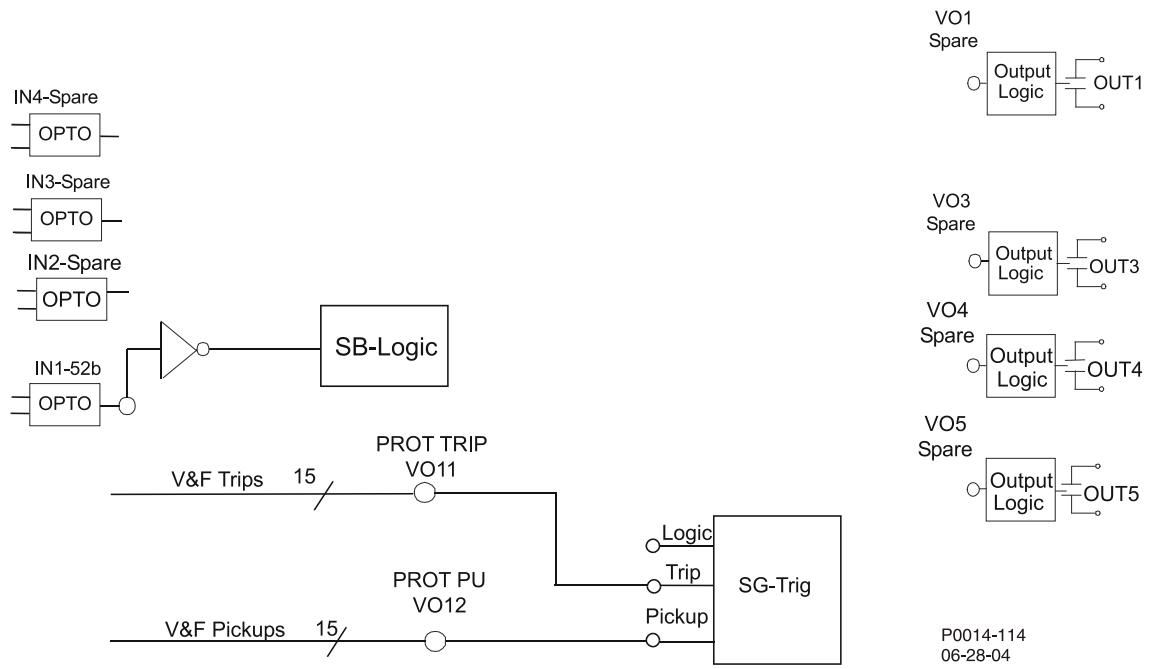 VO1
Spare
Output
Logic
OUT1
IN4-Spare
OPTO
IN3-Spare
OPTO
VO3
Spare
Output
Logic
OUT3
IN2-Spare
OPTO
VO4
Spare
Output
Logic
OUT4
SB-Logic
IN1-52b
OPTO
VO5
Spare
Output
Logic
OUT5
PROT TRIP
VO11
V&F Trips
15
Logic
Trip
Pickup
SG-Trig
PROT PU
VO12
V&F Pickups
15
P0014-114
06-28-04